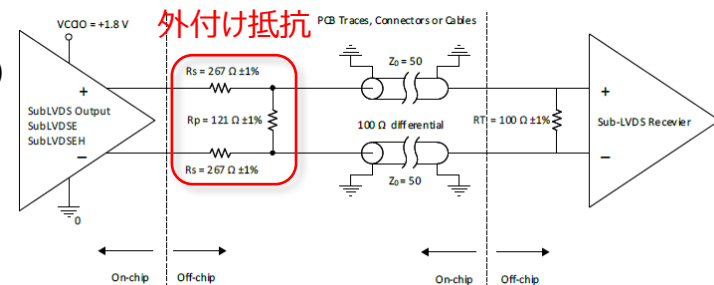 VCCIO = +1.8 V
外付け抵抗
PCB Traces, Connectors or Cables
Z0 = 50
Rs = 267 Ω ±1%
+
SubLVDS Output
SubLVDSE
SubLVDSEH
−
Rp = 121 Ω ±1%
100 Ω differential
RT = 100 Ω ±1%
+
Sub-LVDS Recevier
−
Rs = 267 Ω ±1%
Z0 = 50
0
On-chip
Off-chip
On-chip
Off-chip